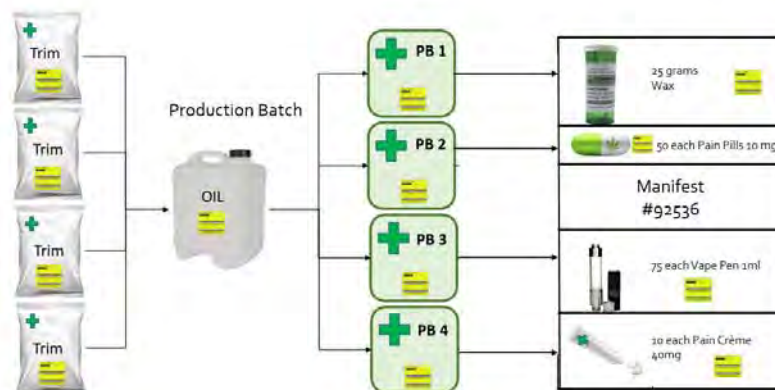 Trim
Trim
Trim
Trim
Production Batch
OIL
PB 1
PB 2
PB 3
PB 4
25 grams
Wax
50 each Pain Pills 10 mg
Manifest
#92536
75 each Vape Pen 1ml
10 each Pain Crème
40mg